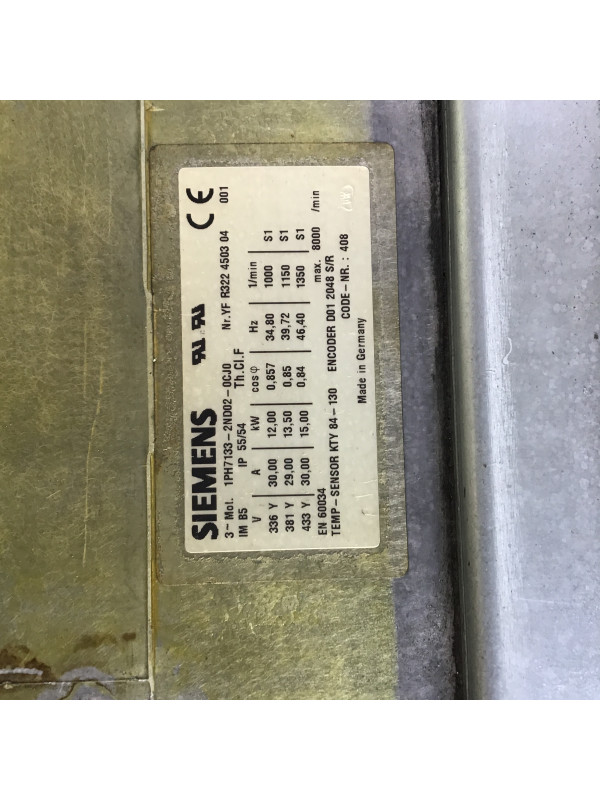 SIEMENS
3~Mot. 1PH7133-2ND02-0CJ0 Nr.YF R322 4503 04 001
IM B5 IP 55/54 Th.Cl.F
V A kW cosφ Hz 1/min
336 Y 30,00 12,00 0,857 34,80 1000 S1
381 Y 29,00 13,50 0,85 39,72 1150 S1
433 Y 30,00 15,00 0,84 46,40 1350 S1
max. 8000 /min
EN 60034
TEMP-SENSOR KTY 84-130 ENCODER D01 2048 S/R
CODE-NR.: 408
Made in Germany